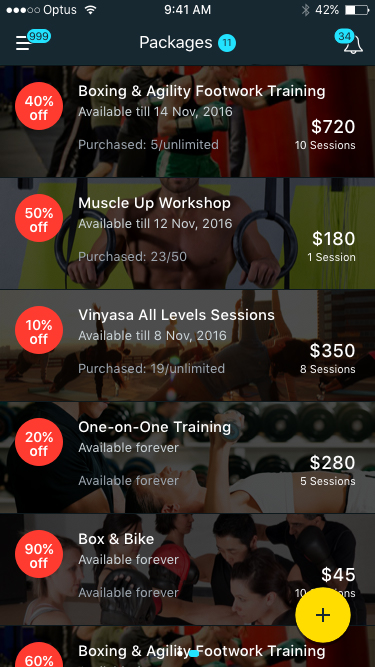 Optus 9:41 AM 42%
999 Packages 11 34
40% off
Boxing & Agility Footwork Training
Available till 14 Nov, 2016
$720
Purchased: 5/unlimited
10 Sessions
50% off
Muscle Up Workshop
Available till 12 Nov, 2016
$180
Purchased: 23/50
1 Session
10% off
Vinyasa All Levels Sessions
Available till 8 Nov, 2016
$350
Purchased: 19/unlimited
8 Sessions
20% off
One-on-One Training
Available forever
$280
Available forever
5 Sessions
90% off
Box & Bike
Available forever
$45
Available forever
10
+
60%
Boxing & Agility Footwork Training